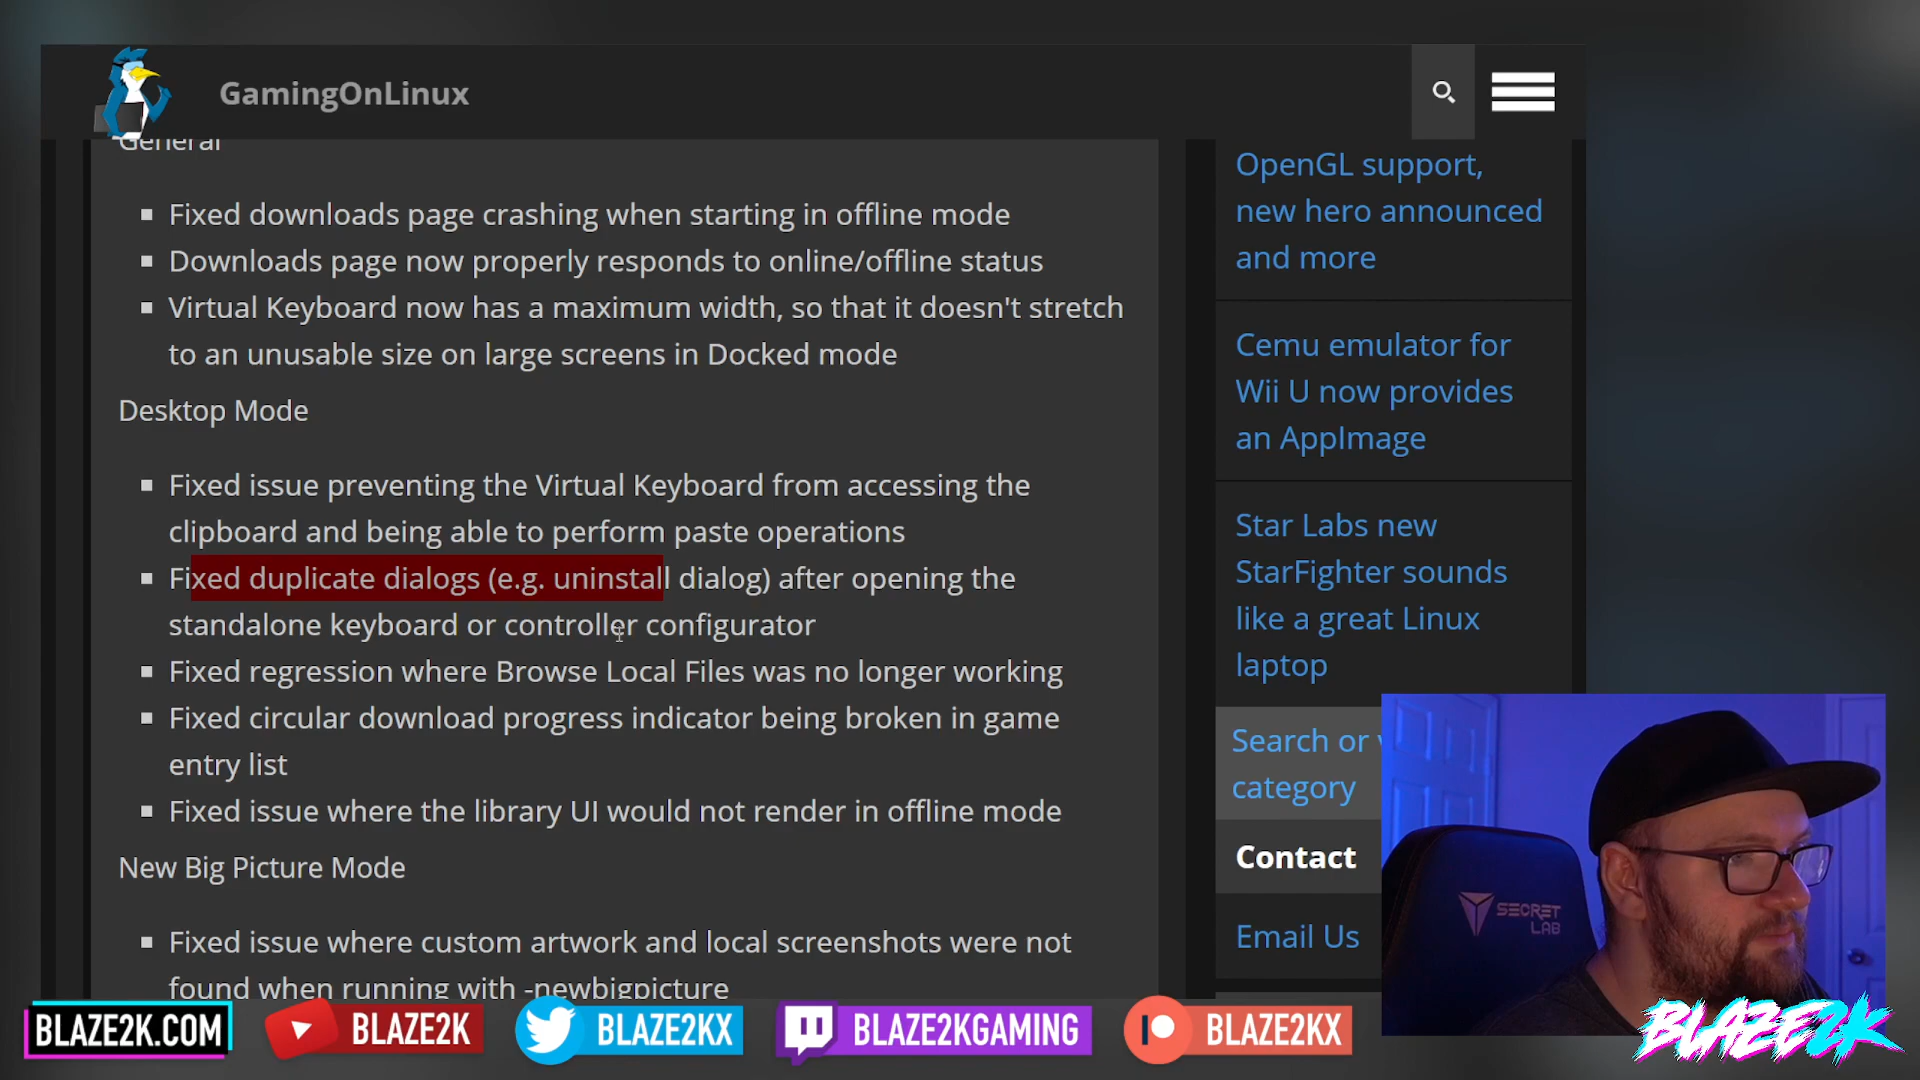 GamingOnLinux
General
Fixed downloads page crashing when starting in offline mode
Downloads page now properly responds to online/offline status
Virtual Keyboard now has a maximum width, so that it doesn't stretch
to an unusable size on large screens in Docked mode
Desktop Mode
Fixed issue preventing the Virtual Keyboard from accessing the
clipboard and being able to perform paste operations
Fixed duplicate dialogs (e.g. uninstall dialog) after opening the
standalone keyboard or controller configurator
Fixed regression where Browse Local Files was no longer working
Fixed circular download progress indicator being broken in game
entry list
Fixed issue where the library UI would not render in offline mode
New Big Picture Mode
Fixed issue where custom artwork and local screenshots were not
found when running with -newbigpicture
OpenGL support,
new hero announced
and more
Cemu emulator for
Wii U now provides
an AppImage
Star Labs new
StarFighter sounds
like a great Linux
laptop
Search or
category
Contact
Email Us
SECRET
LAB
BLAZE2K.COM
BLAZE2K
BLAZE2KX
BLAZE2KGAMING
BLAZE2KX
BLAZE2K